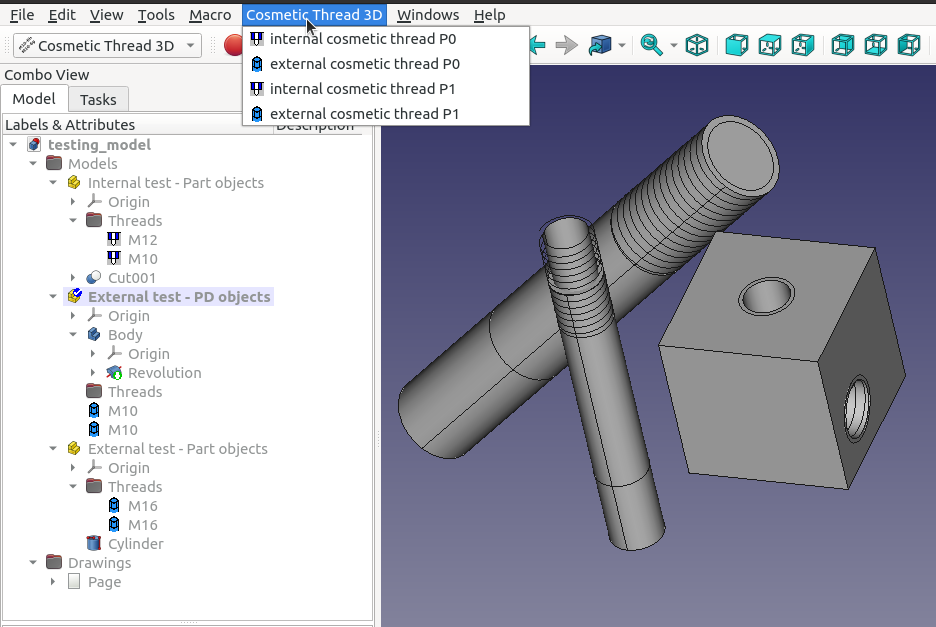 File Edit View Tools Macro Cosmetic Thread 3D Windows Help
Cosmetic Thread 3D
internal cosmetic thread P0
external cosmetic thread P0
internal cosmetic thread P1
external cosmetic thread P1
Combo View
Model Tasks
Labels & Attributes Description
testing_model
Models
Internal test - Part objects
Origin
Threads
M12
M10
Cut001
External test - PD objects
Origin
Body
Origin
Revolution
Threads
M10
M10
External test - Part objects
Origin
Threads
M16
M16
Cylinder
Drawings
Page